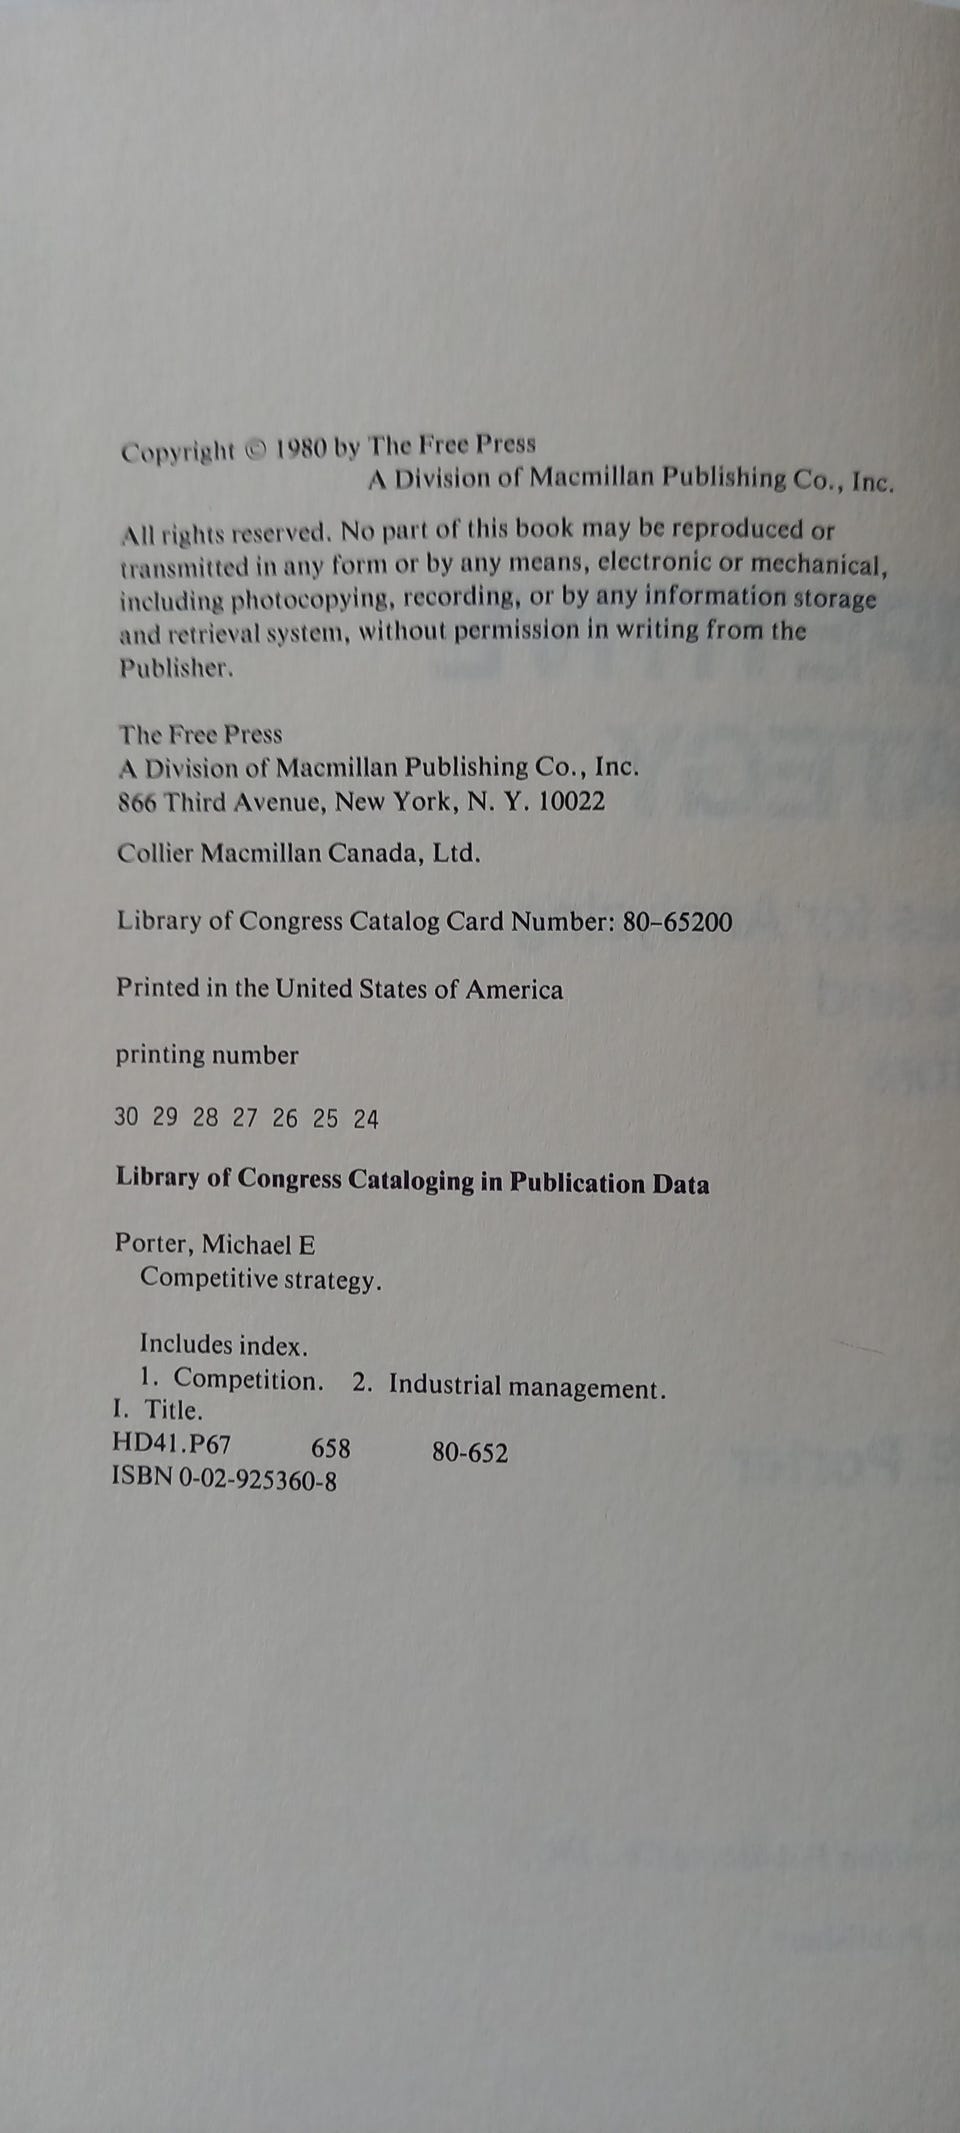 Copyright © 1980 by The Free Press
A Division of Macmillan Publishing Co., Inc.
All rights reserved. No part of this book may be reproduced or
transmitted in any form or by any means, electronic or mechanical,
including photocopying, recording, or by any information storage
and retrieval system, without permission in writing from the
Publisher.
The Free Press
A Division of Macmillan Publishing Co., Inc.
866 Third Avenue, New York, N. Y. 10022
Collier Macmillan Canada, Ltd.
Library of Congress Catalog Card Number: 80–65200
Printed in the United States of America
printing number
30 29 28 27 26 25 24
Library of Congress Cataloging in Publication Data
Porter, Michael E
Competitive strategy.
Includes index.
1. Competition. 2. Industrial management.
I. Title.
HD41.P67 658 80-652
ISBN 0-02-925360-8